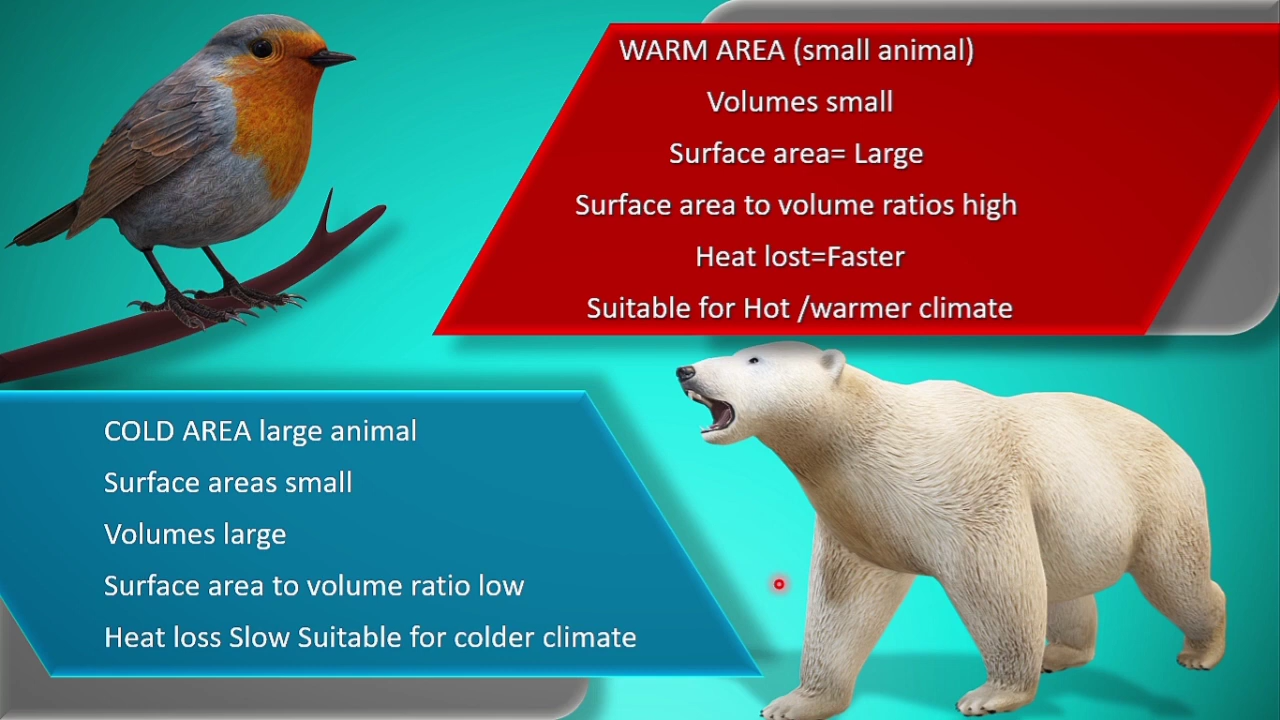 WARM AREA (small animal)
Volumes small
Surface area= Large
Surface area to volume ratios high
Heat lost=Faster
Suitable for Hot /warmer climate
COLD AREA large animal
Surface areas small
Volumes large
Surface area to volume ratio low
Heat loss Slow Suitable for colder climate